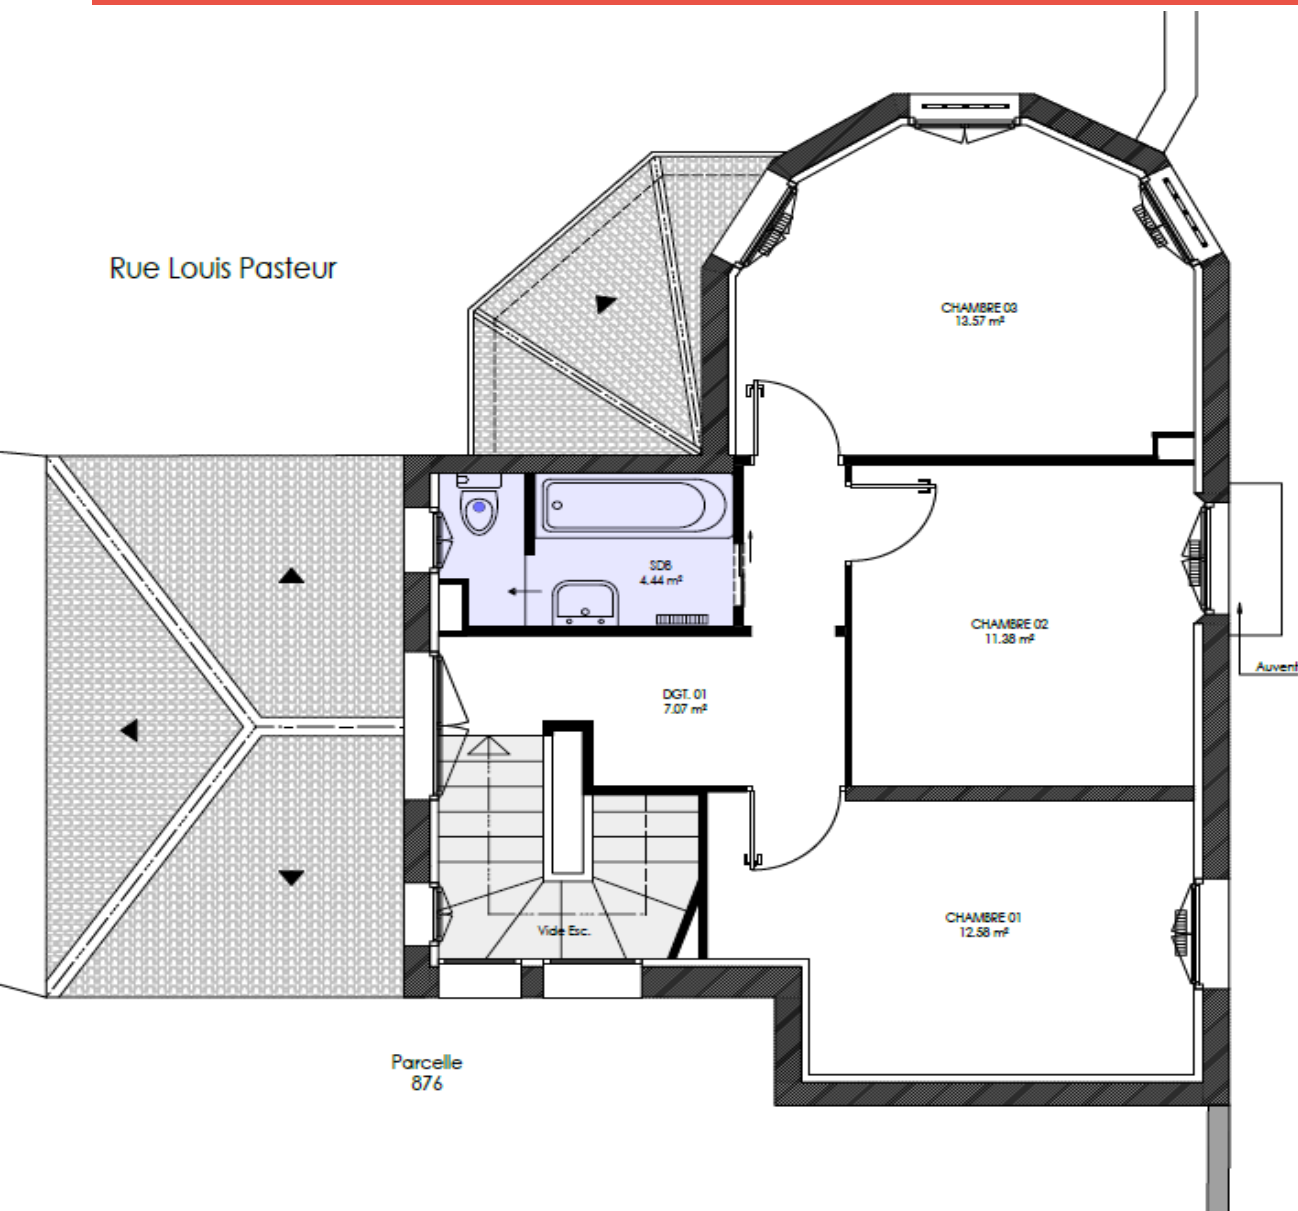 Rue Louis Pasteur
CHAMBRE 03
13.57 m²
SDB
4.44 m²
CHAMBRE 02
11.38 m²
Auvent
DGT. 01
7.07 m²
CHAMBRE 01
12.58 m²
Vide Esc.
Parcelle
876